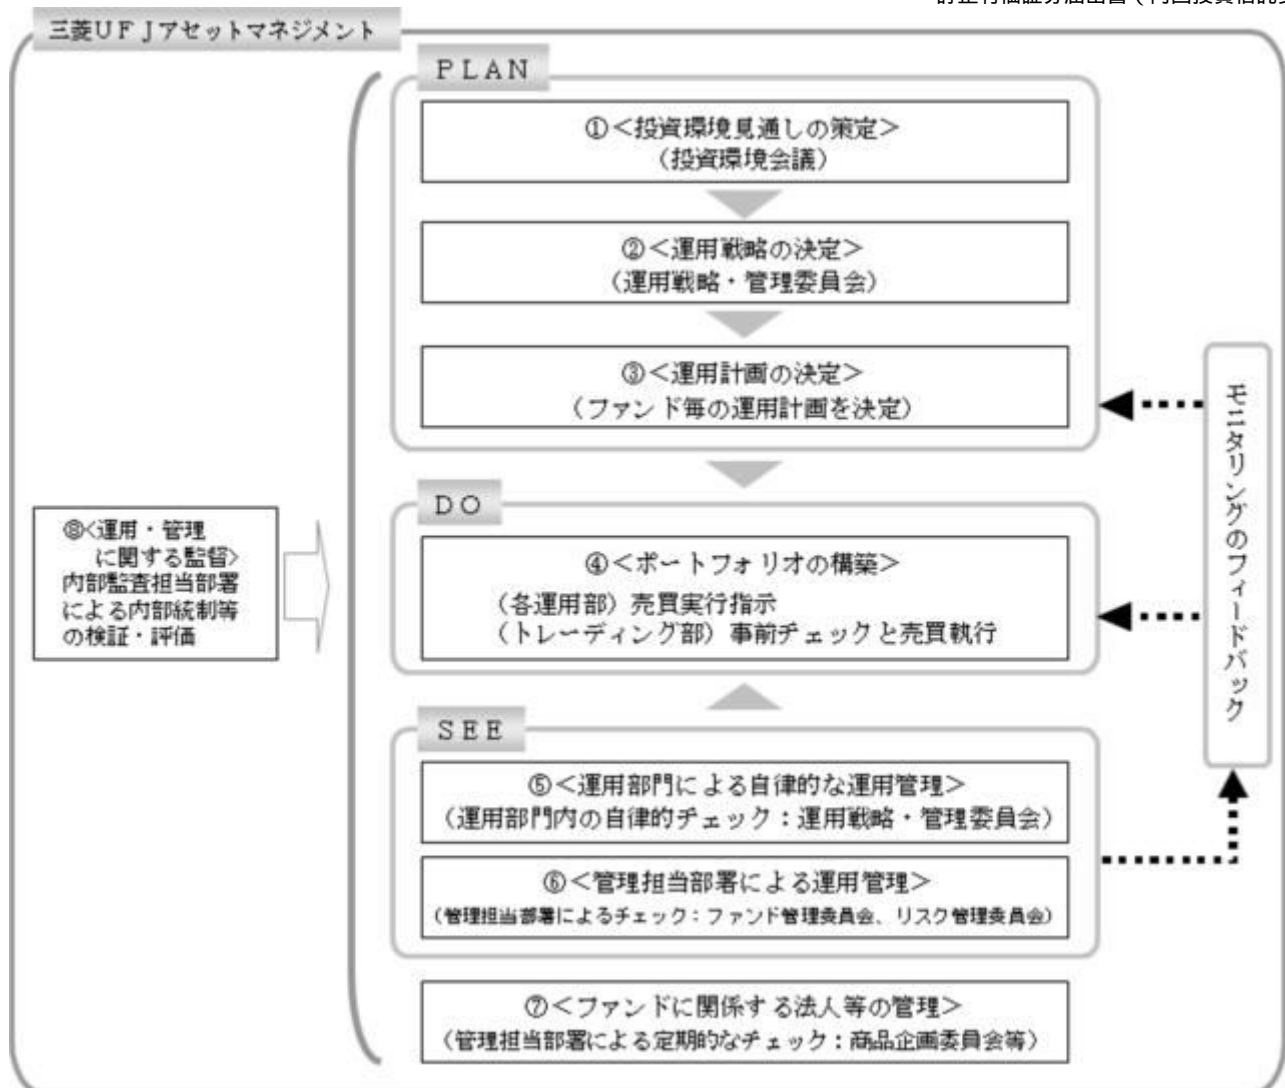 三菱ＵＦＪアセットマネジメント
ＰＬＡＮ
①＜投資環境見通しの策定＞
（投資環境会議）
②＜運用戦略の決定＞
（運用戦略・管理委員会）
③＜運用計画の決定＞
（ファンド毎の運用計画を決定）
ＤＯ
④＜ポートフォリオの構築＞
（各運用部）売買実行指示
（トレーディング部）事前チェックと売買執行
ＳＥＥ
⑤＜運用部門による自律的な運用管理＞
（運用部門内の自律的チェック：運用戦略・管理委員会）
⑥＜管理担当部署による運用管理＞
（管理担当部署によるチェック：ファンド管理委員会、リスク管理委員会）
⑦＜ファンドに関係する法人等の管理＞
（管理担当部署による定期的なチェック：商品企画委員会等）
⑧＜運用・管理
に関する監督＞
内部監査担当部署
による内部統制等
の検証・評価
モニタリングのフィードバック